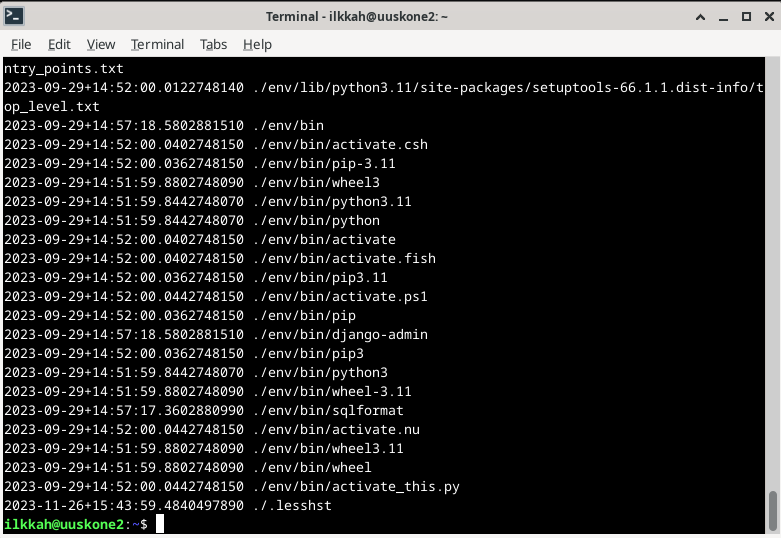 Terminal - ilkkah@uuskone2: ~
File Edit View Terminal Tabs Help
ntry_points.txt
2023-09-29+14:52:00.0122748140 ./env/lib/python3.11/site-packages/setuptools-66.1.1.dist-info/t
op_level.txt
2023-09-29+14:57:18.5802881510 ./env/bin
2023-09-29+14:52:00.0402748150 ./env/bin/activate.csh
2023-09-29+14:52:00.0362748150 ./env/bin/pip-3.11
2023-09-29+14:51:59.8802748090 ./env/bin/wheel3
2023-09-29+14:51:59.8442748070 ./env/bin/python3.11
2023-09-29+14:51:59.8442748070 ./env/bin/python
2023-09-29+14:52:00.0402748150 ./env/bin/activate
2023-09-29+14:52:00.0402748150 ./env/bin/activate.fish
2023-09-29+14:52:00.0362748150 ./env/bin/pip3.11
2023-09-29+14:52:00.0442748150 ./env/bin/activate.ps1
2023-09-29+14:52:00.0362748150 ./env/bin/pip
2023-09-29+14:57:18.5802881510 ./env/bin/django-admin
2023-09-29+14:52:00.0362748150 ./env/bin/pip3
2023-09-29+14:51:59.8442748070 ./env/bin/python3
2023-09-29+14:51:59.8802748090 ./env/bin/wheel-3.11
2023-09-29+14:57:17.3602880990 ./env/bin/sqlformat
2023-09-29+14:52:00.0442748150 ./env/bin/activate.nu
2023-09-29+14:51:59.8802748090 ./env/bin/wheel3.11
2023-09-29+14:51:59.8802748090 ./env/bin/wheel
2023-09-29+14:52:00.0442748150 ./env/bin/activate_this.py
2023-11-26+15:43:59.4840497890 ./.lesshst
ilkkah@uuskone2:~$